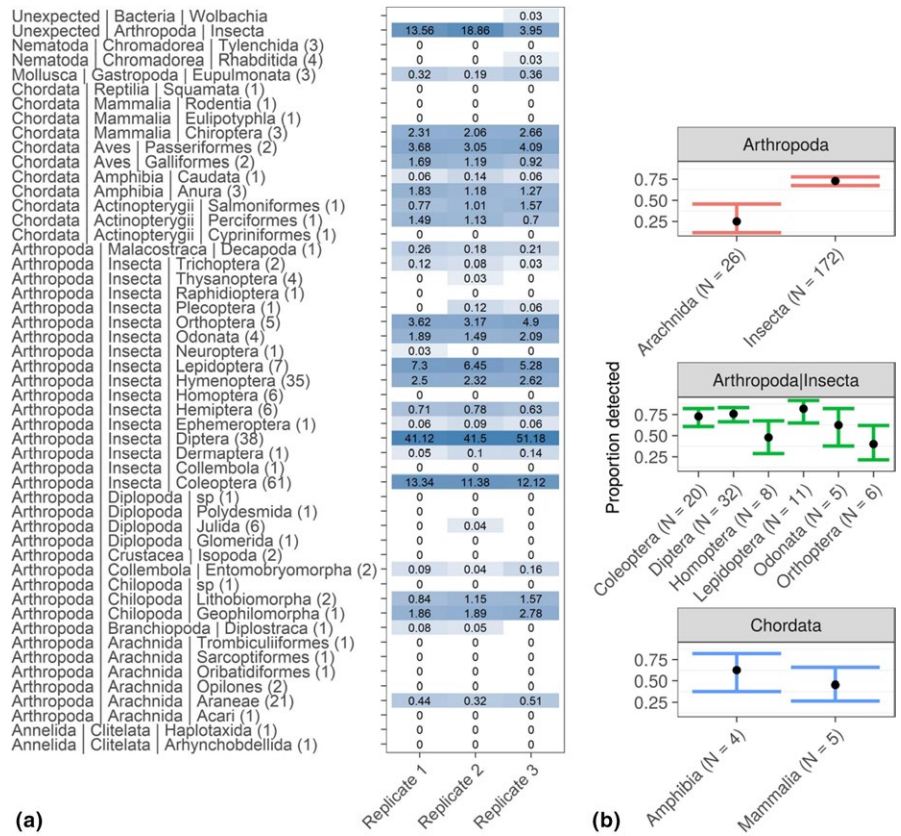 Unexpected | Bacteria | Wolbachia 0.03
Unexpected | Arthropoda | Insecta 13.56 18.86 3.95
Nematoda | Chromadorea | Tylenchida (3) 0 0 0
Nematoda | Chromadorea | Rhabditida (4) 0 0 0.03
Mollusca | Gastropoda | Eupulmonata (3) 0.32 0.19 0.36
Chordata | Reptilia | Squamata (1) 0 0 0
Chordata | Mammalia | Rodentia (1) 0 0 0
Chordata | Mammalia | Eulipotyphla (1) 0 0 0
Chordata | Mammalia | Chiroptera (3) 2.31 2.06 2.66
Chordata | Aves | Passeriformes (2) 3.68 3.05 4.09
Chordata | Aves | Galliformes (2) 1.69 1.19 0.92
Chordata | Amphibia | Caudata (1) 0.06 0.14 0.06
Chordata | Amphibia | Anura (3) 1.83 1.18 1.27
Chordata | Actinopterygii | Salmoniformes (1) 0.77 1.01 1.57
Chordata | Actinopterygii | Perciformes (1) 1.49 1.13 0.7
Chordata | Actinopterygii | Cypriniformes (1) 0 0 0
Arthropoda | Malacostraca | Decapoda (1) 0.26 0.18 0.21
Arthropoda | Insecta | Trichoptera (2) 0.12 0.08 0.03
Arthropoda | Insecta | Thysanoptera (4) 0 0.03 0
Arthropoda | Insecta | Raphidioptera (1) 0 0 0
Arthropoda | Insecta | Plecoptera (1) 0 0.12 0.06
Arthropoda | Insecta | Orthoptera (5) 3.62 3.17 4.9
Arthropoda | Insecta | Odonata (4) 1.89 1.49 2.09
Arthropoda | Insecta | Neuroptera (1) 0.03 0 0
Arthropoda | Insecta | Lepidoptera (7) 7.3 6.45 5.28
Arthropoda | Insecta | Hymenoptera (35) 2.5 2.32 2.62
Arthropoda | Insecta | Homoptera (6) 0 0 0
Arthropoda | Insecta | Hemiptera (6) 0.71 0.78 0.63
Arthropoda | Insecta | Ephemeroptera (1) 0.06 0.09 0.06
Arthropoda | Insecta | Diptera (38) 41.12 41.5 51.18
Arthropoda | Insecta | Dermaptera (1) 0.05 0.1 0.14
Arthropoda | Insecta | Collembola (1) 0 0 0
Arthropoda | Insecta | Coleoptera (61) 13.34 11.38 12.12
Arthropoda | Diplopoda | sp (1) 0 0 0
Arthropoda | Diplopoda | Polydesmida (1) 0 0 0
Arthropoda | Diplopoda | Julida (6) 0 0.04 0
Arthropoda | Diplopoda | Glomerida (1) 0 0 0
Arthropoda | Crustacea | Isopoda (2) 0 0 0
Arthropoda | Collembola | Entomobryomorpha (2) 0.09 0.04 0.16
Arthropoda | Chilopoda | sp (1) 0 0 0
Arthropoda | Chilopoda | Lithobiomorpha (2) 0.84 1.15 1.57
Arthropoda | Chilopoda | Geophilomorpha (1) 1.86 1.89 2.78
Arthropoda | Branchiopoda | Diplostraca (1) 0.08 0.05 0
Arthropoda | Arachnida | Trombiculiiformes (1) 0 0 0
Arthropoda | Arachnida | Sarcoptiformes (1) 0 0 0
Arthropoda | Arachnida | Oribatidiformes (1) 0 0 0
Arthropoda | Arachnida | Opilones (2) 0 0 0
Arthropoda | Arachnida | Araneae (21) 0.44 0.32 0.51
Arthropoda | Arachnida | Acari (1) 0 0 0
Annelida | Clitelata | Haplotaxida (1) 0 0 0
Annelida | Clitelata | Arhynchobdellida (1) 0 0 0
Replicate 1 Replicate 2 Replicate 3
(a)
Proportion detected
Arthropoda
0.75
0.50
0.25
Arachnida (N = 26) Insecta (N = 172)
Arthropoda|Insecta
0.75
0.50
0.25
Coleoptera (N = 20) Diptera (N = 32) Homoptera (N = 8) Lepidoptera (N = 11) Odonata (N = 5) Orthoptera (N = 6)
Chordata
0.75
0.50
0.25
Amphibia (N = 4) Mammalia (N = 5)
(b)